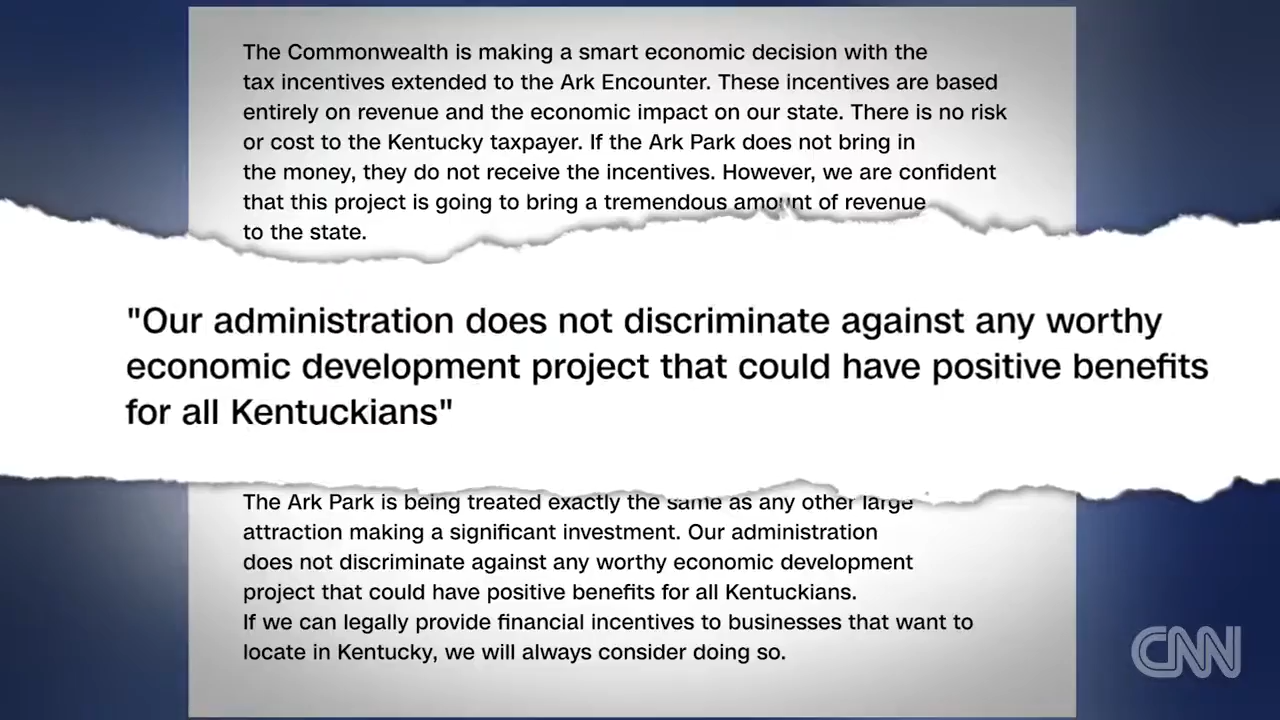 The Commonwealth is making a smart economic decision with the
tax incentives extended to the Ark Encounter. These incentives are based
entirely on revenue and the economic impact on our state. There is no risk
or cost to the Kentucky taxpayer. If the Ark Park does not bring in
the money, they do not receive the incentives. However, we are confident
that this project is going to bring a tremendous amount of revenue
to the state.
"Our administration does not discriminate against any worthy
economic development project that could have positive benefits
for all Kentuckians"
The Ark Park is being treated exactly the same as any other large
attraction making a significant investment. Our administration
does not discriminate against any worthy economic development
project that could have positive benefits for all Kentuckians.
If we can legally provide financial incentives to businesses that want to
locate in Kentucky, we will always consider doing so.
CNN